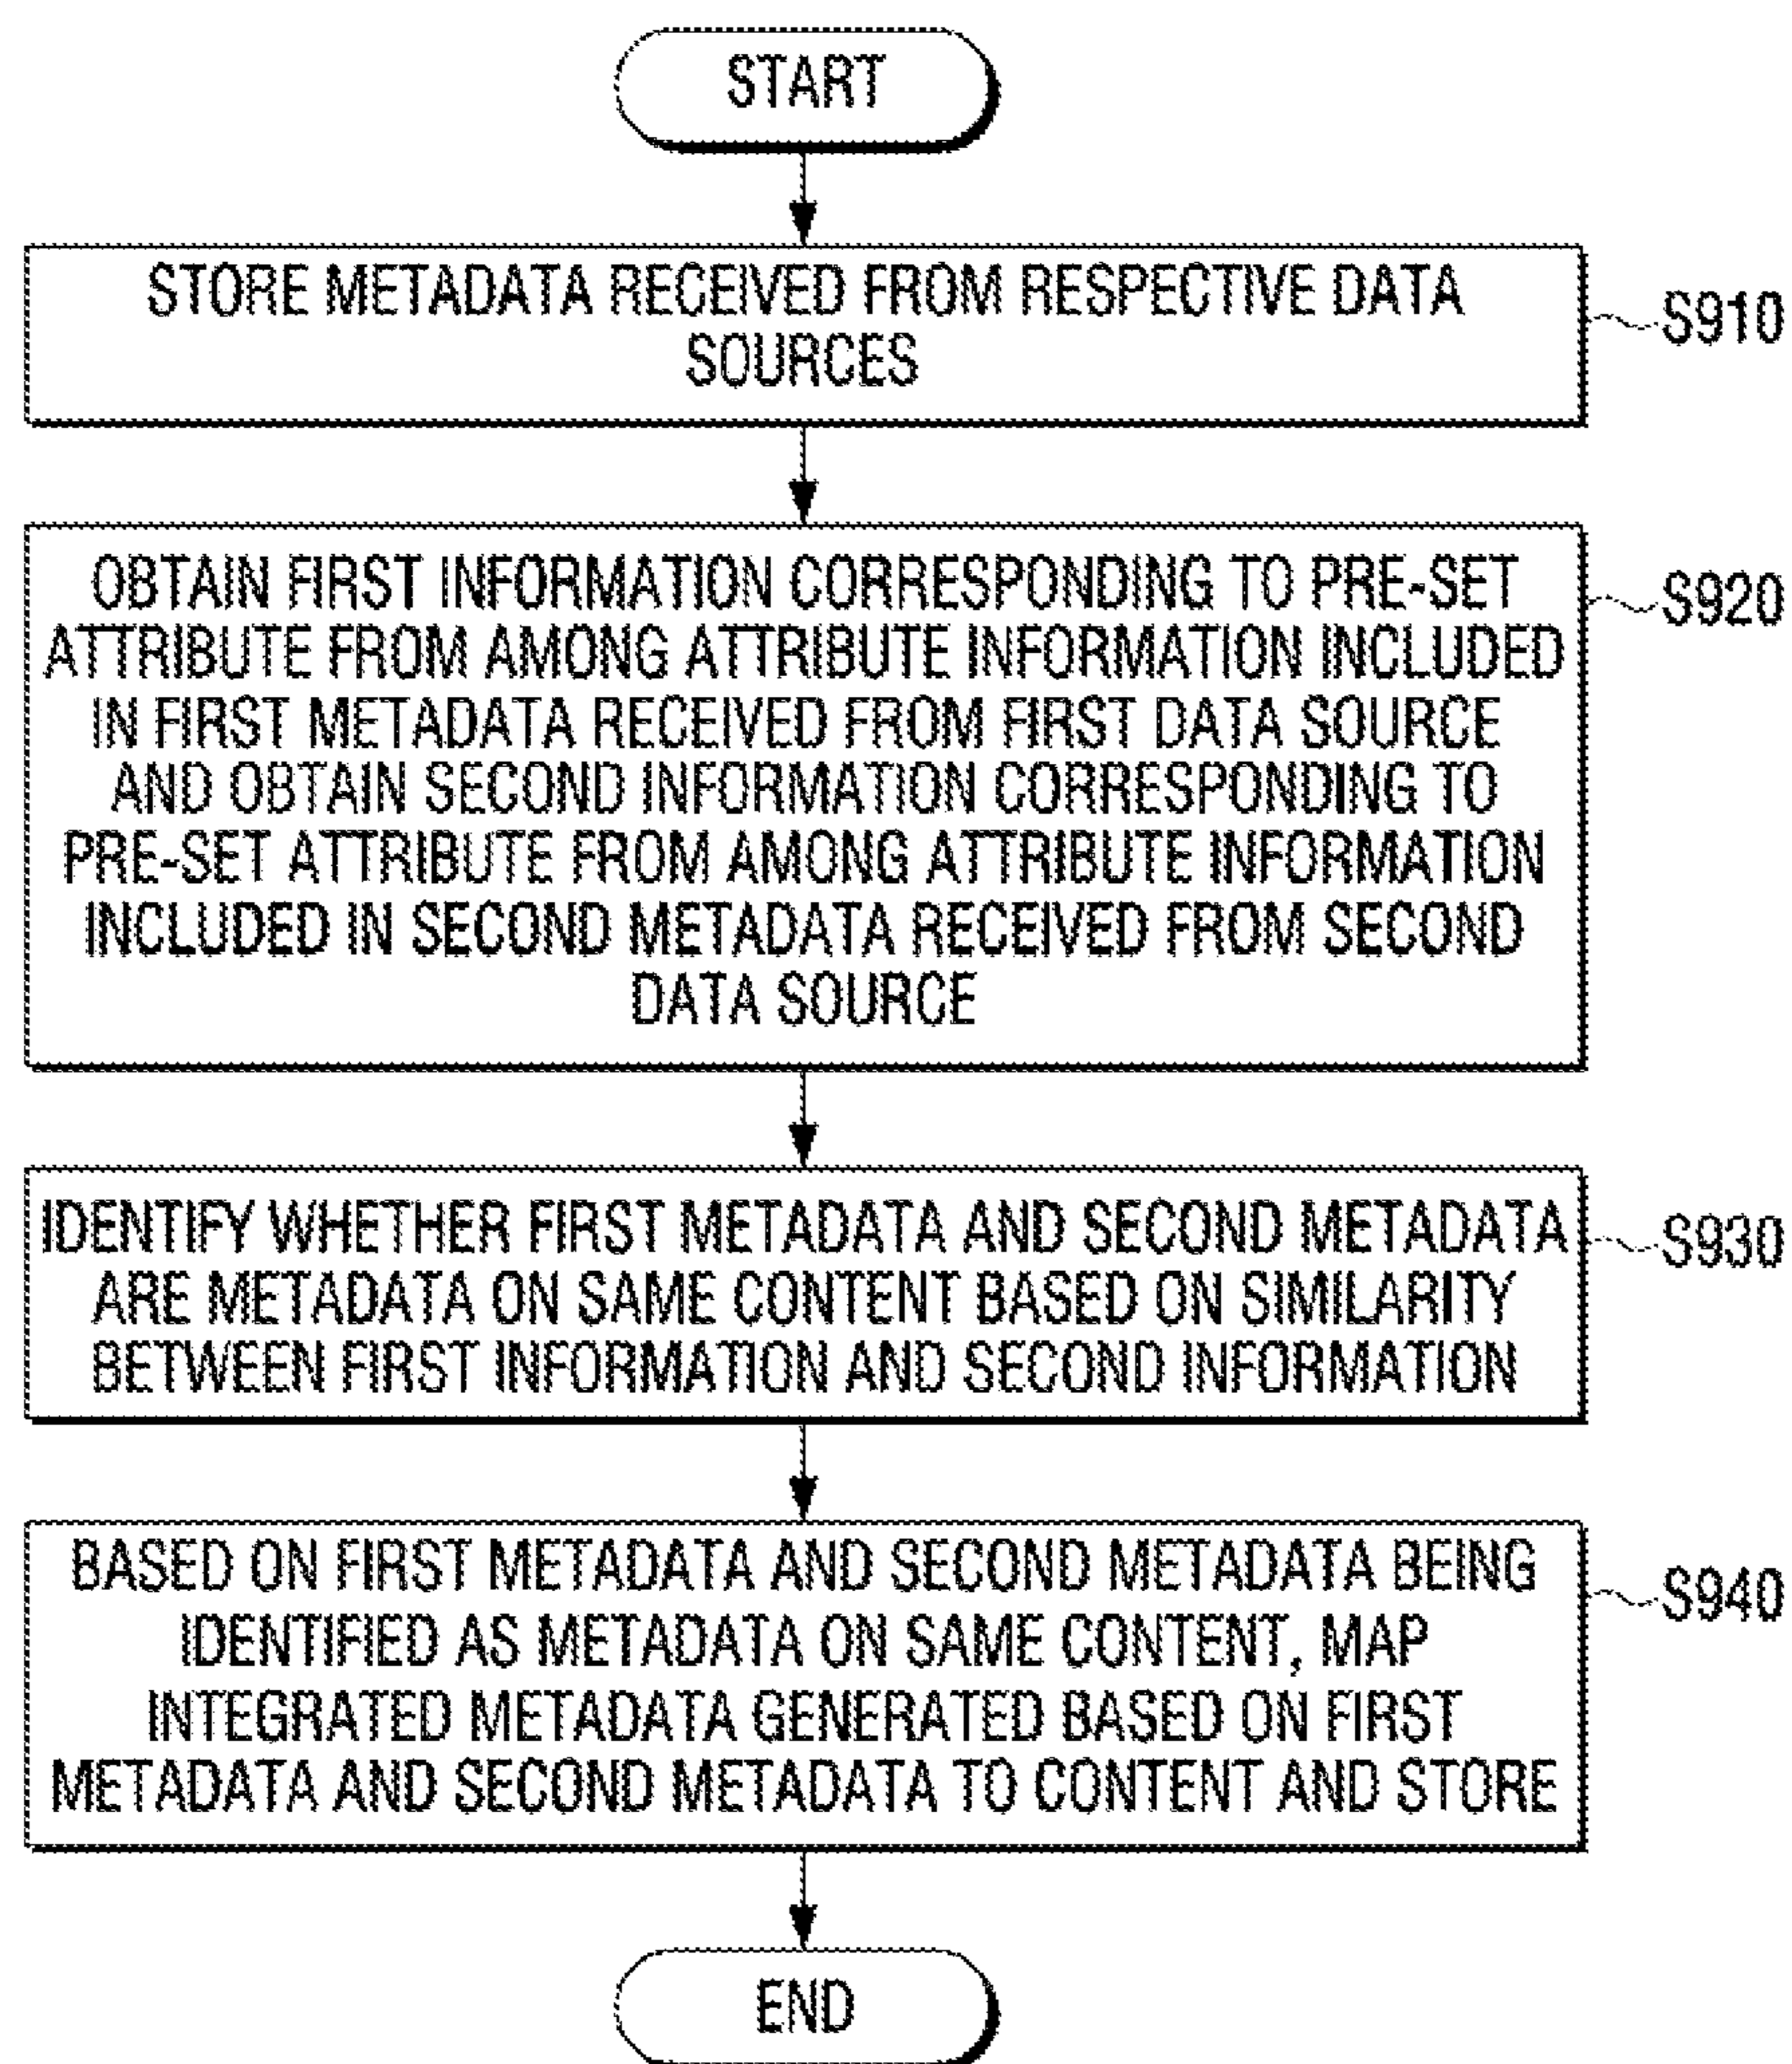 START
STORE METADATA RECEIVED FROM RESPECTIVE DATA
SOURCES
S910
OBTAIN FIRST INFORMATION CORRESPONDING TO PRE-SET
ATTRIBUTE FROM AMONG ATTRIBUTE INFORMATION INCLUDED
IN FIRST METADATA RECEIVED FROM FIRST DATA SOURCE
AND OBTAIN SECOND INFORMATION CORRESPONDING TO
PRE-SET ATTRIBUTE FROM AMONG ATTRIBUTE INFORMATION
INCLUDED IN SECOND METADATA RECEIVED FROM SECOND
DATA SOURCE
S920
IDENTIFY WHETHER FIRST METADATA AND SECOND METADATA
ARE METADATA ON SAME CONTENT BASED ON SIMILARITY
BETWEEN FIRST INFORMATION AND SECOND INFORMATION
S930
BASED ON FIRST METADATA AND SECOND METADATA BEING
IDENTIFIED AS METADATA ON SAME CONTENT, MAP
INTEGRATED METADATA GENERATED BASED ON FIRST
METADATA AND SECOND METADATA TO CONTENT AND STORE
S940
END